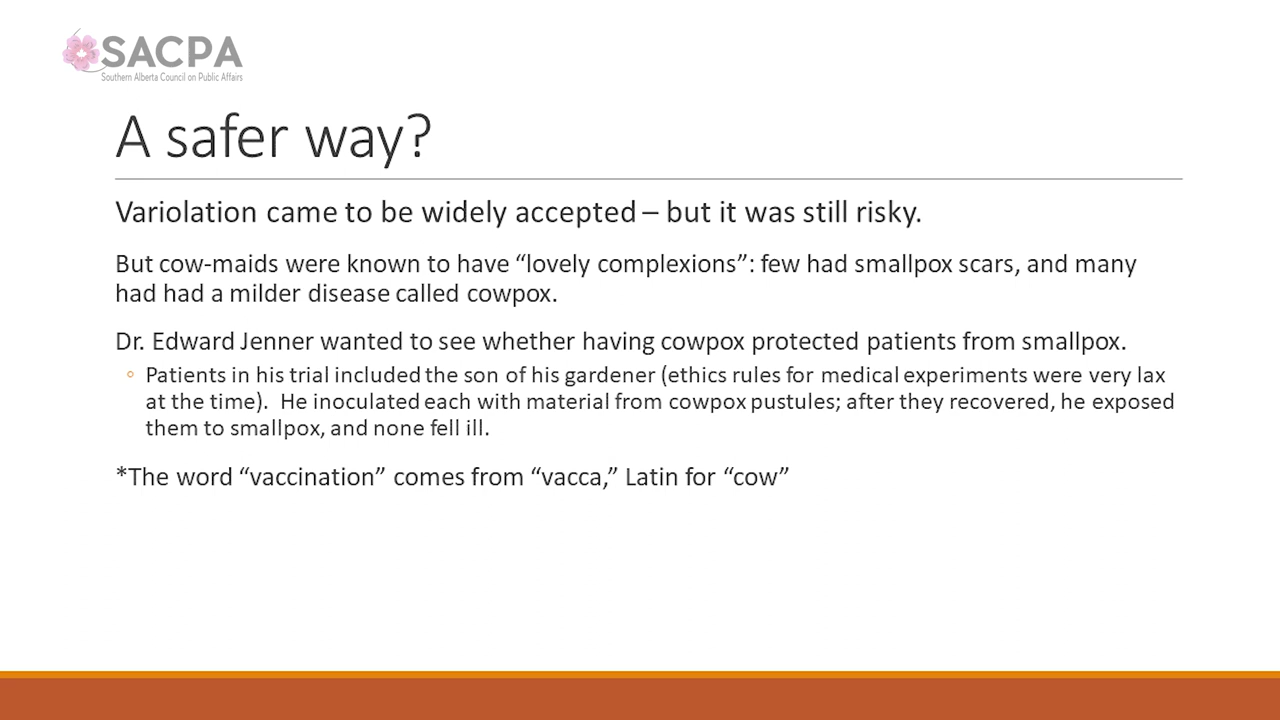 SACPA
Southern Alberta Council on Public Affairs
A safer way?
Variolation came to be widely accepted – but it was still risky.
But cow-maids were known to have “lovely complexions”: few had smallpox scars, and many
had had a milder disease called cowpox.
Dr. Edward Jenner wanted to see whether having cowpox protected patients from smallpox.
◦ Patients in his trial included the son of his gardener (ethics rules for medical experiments were very lax
at the time).  He inoculated each with material from cowpox pustules; after they recovered, he exposed
them to smallpox, and none fell ill.
*The word “vaccination” comes from “vacca,” Latin for “cow”